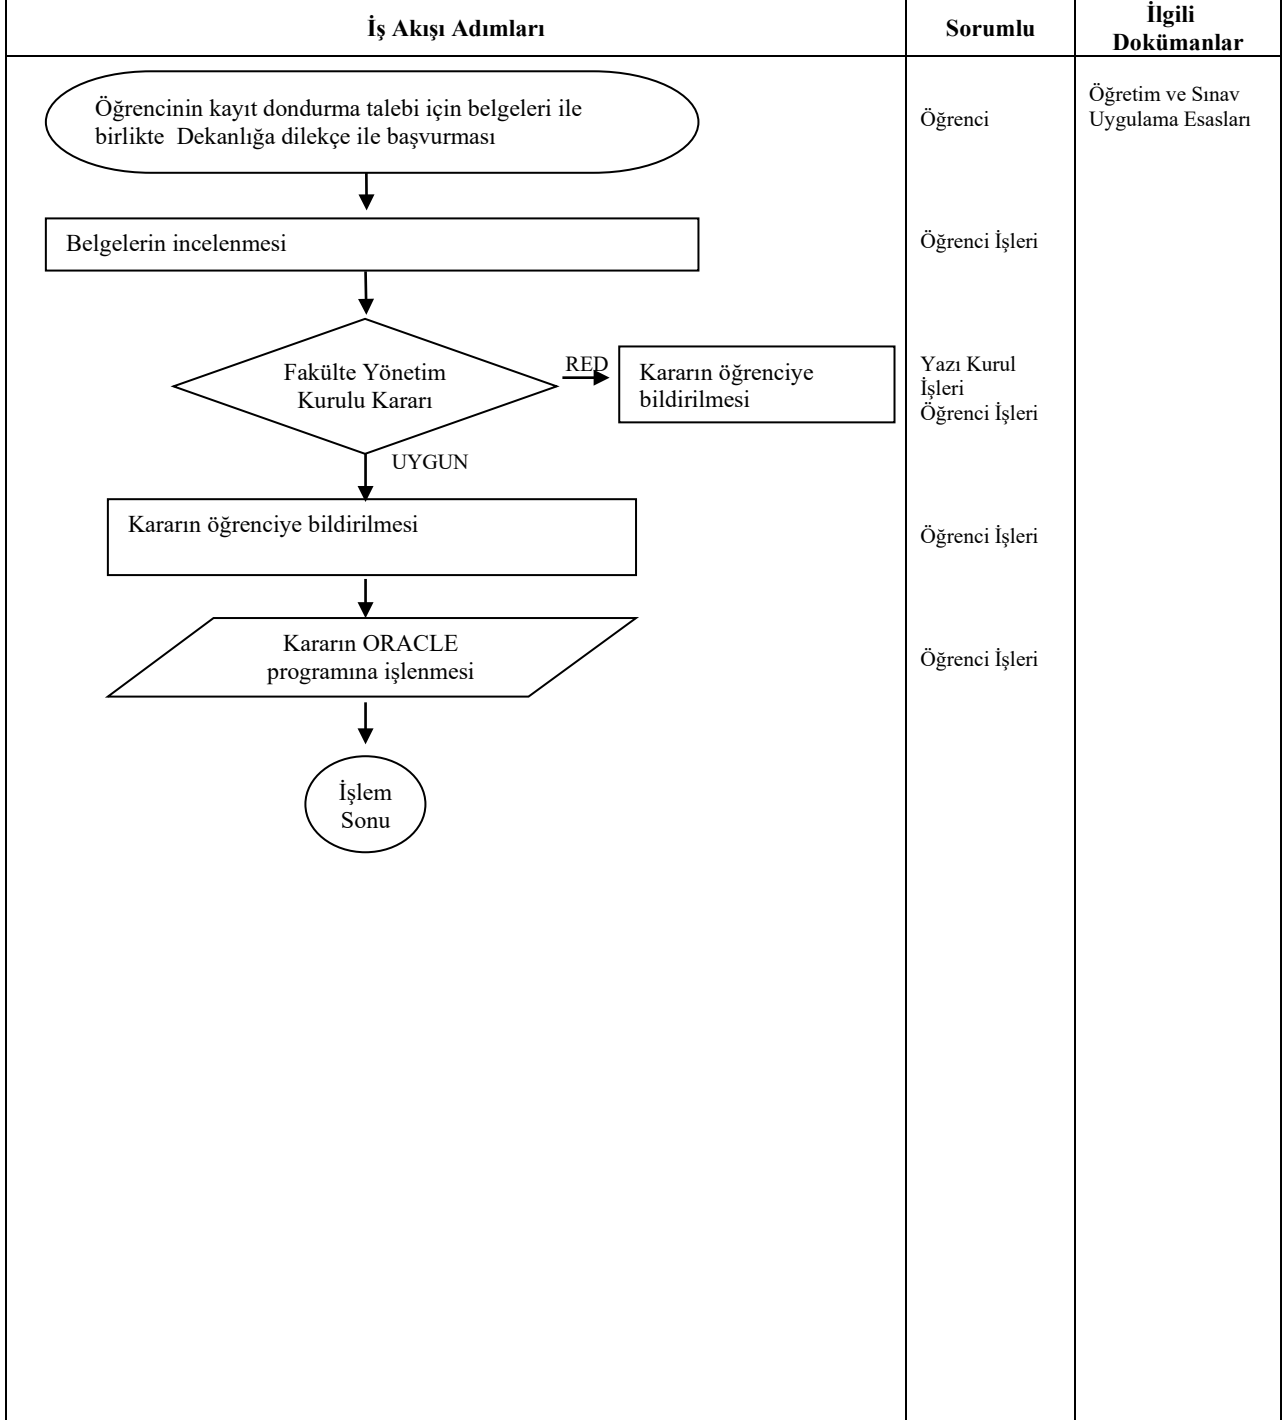 İş Akışı Adımları
Sorumlu
İlgili
Dokümanlar
Öğrencinin kayıt dondurma talebi için belgeleri ile
birlikte  Dekanlığa dilekçe ile başvurması
Öğrenci
Öğretim ve Sınav
Uygulama Esasları
Belgelerin incelenmesi
Öğrenci İşleri
Fakülte Yönetim
Kurulu Kararı
RED
Kararın öğrenciye
bildirilmesi
Yazı Kurul
İşleri
Öğrenci İşleri
UYGUN
Kararın öğrenciye bildirilmesi
Öğrenci İşleri
Kararın ORACLE
programına işlenmesi
Öğrenci İşleri
İşlem
Sonu